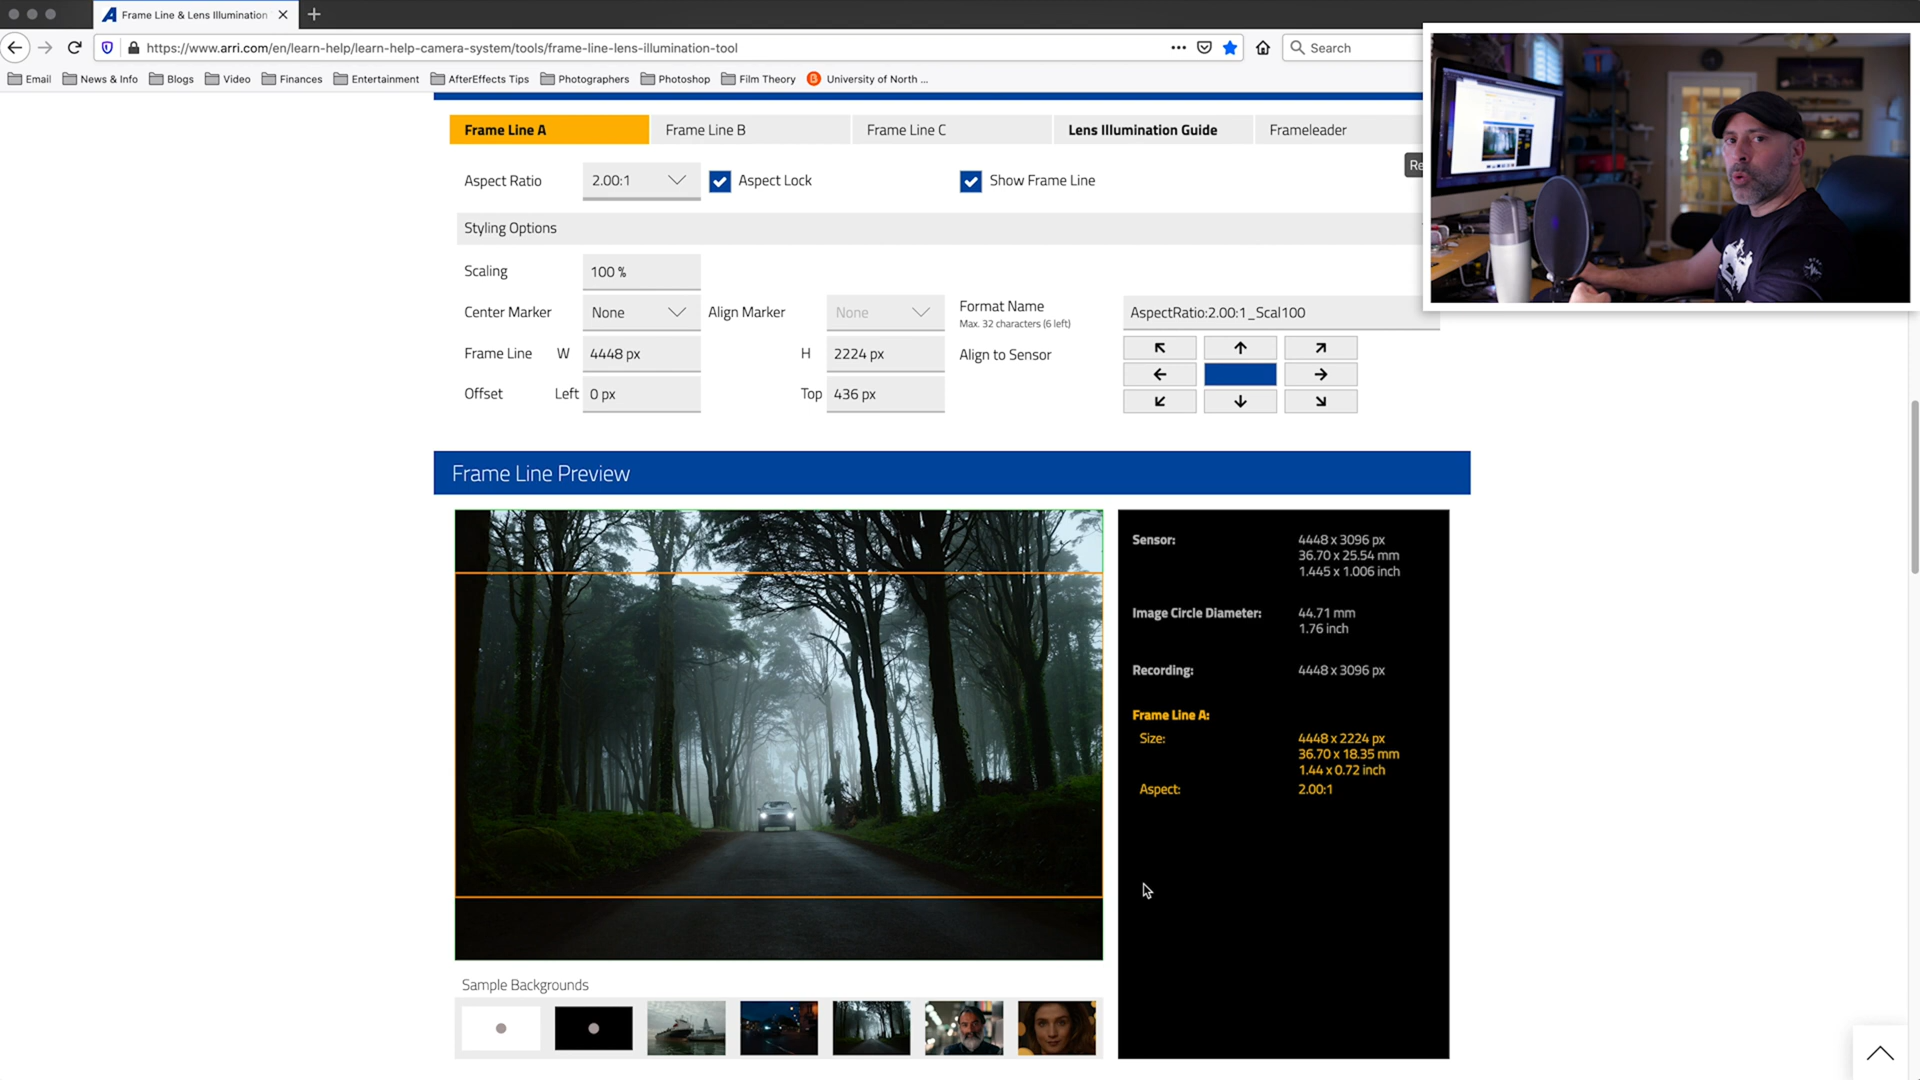 Frame Line & Lens Illumination
https://www.arri.com/en/learn-help/learn-help-camera-system/tools/frame-line-lens-illumination-tool
Search
Email News & Info Blogs Video Finances Entertainment AfterEffects Tips Photographers Photoshop Film Theory University of North ...
Frame Line A Frame Line B Frame Line C Lens Illumination Guide Frameleader
Re
Aspect Ratio 2.00:1 Aspect Lock Show Frame Line
Styling Options
Scaling 100 %
Center Marker None Align Marker None Format Name AspectRatio:2.00:1_Scal100
Max. 32 characters (6 left)
Frame Line W 4448 px H 2224 px Align to Sensor
Offset Left 0 px Top 436 px
Frame Line Preview
Sensor: 4448 x 3096 px
36.70 x 25.54 mm
1.445 x 1.006 inch
Image Circle Diameter: 44.71 mm
1.76 inch
Recording: 4448 x 3096 px
Frame Line A:
Size: 4448 x 2224 px
36.70 x 18.35 mm
1.44 x 0.72 inch
Aspect: 2.00:1
Sample Backgrounds